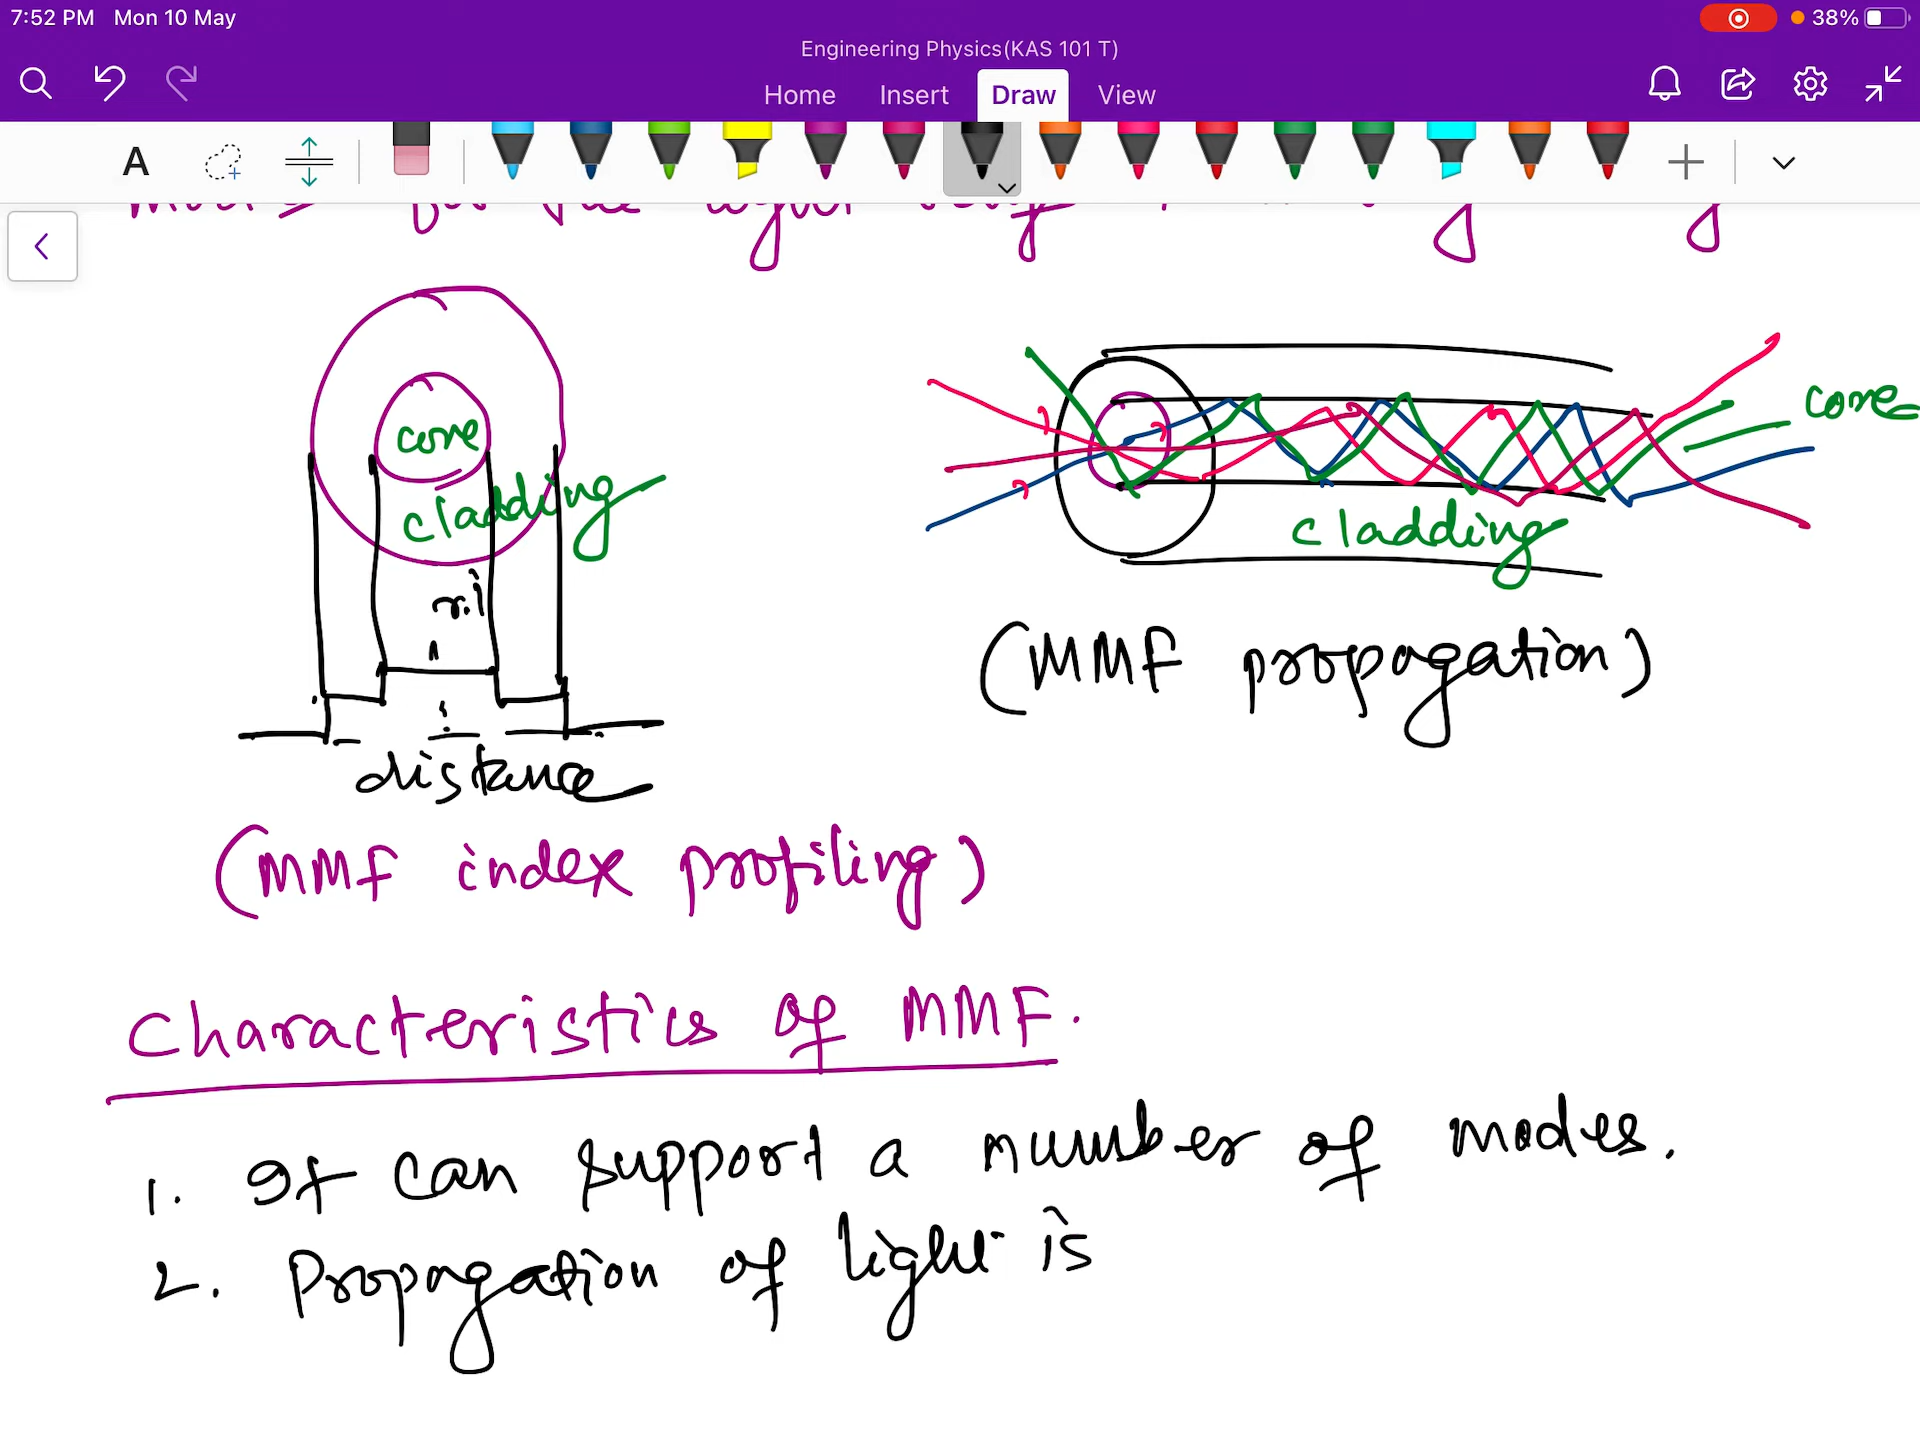 7:52 PM Mon 10 May
38%
Engineering Physics(KAS 101 T)
Home Insert Draw View
A
for the
core
cladding
r.i
distance
(MMF index profiling)
core
cladding
(MMF propagation)
Characteristics of MMF.
1. It can support a number of modes.
2. Propagation of light is